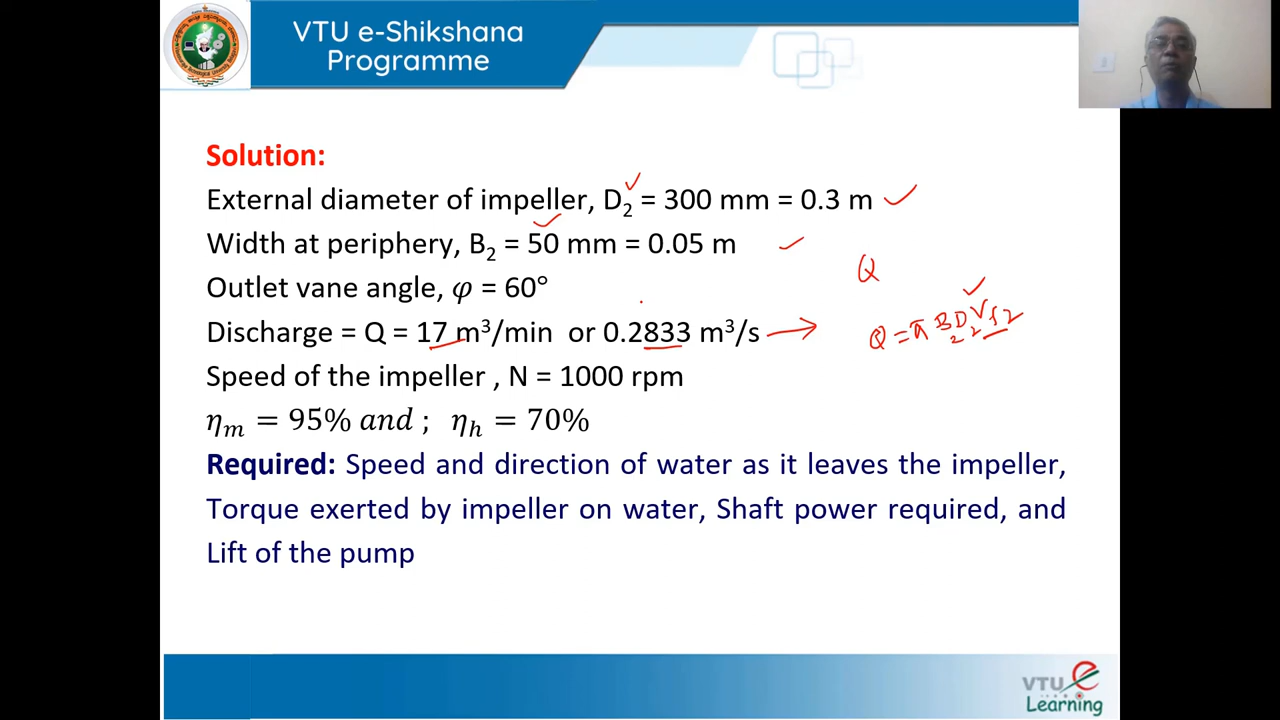 VTU e-Shikshana
Programme
Solution:
External diameter of impeller, D₂ = 300 mm = 0.3 m
Width at periphery, B₂ = 50 mm = 0.05 m
Q
Outlet vane angle, φ = 60°
Q = π B₂ D₂ Vf2
Discharge = Q = 17 m³/min or 0.2833 m³/s
Speed of the impeller , N = 1000 rpm
ηₘ = 95% and ; ηₕ = 70%
Required: Speed and direction of water as it leaves the impeller,
Torque exerted by impeller on water, Shaft power required, and
Lift of the pump
VTU e
Learning